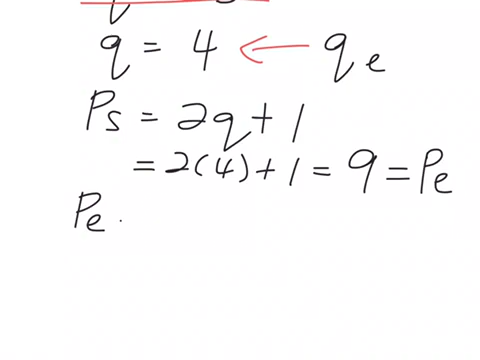 q = 4 ← qe
Ps = 2q + 1
= 2(4) + 1 = 9 = Pe
Pe